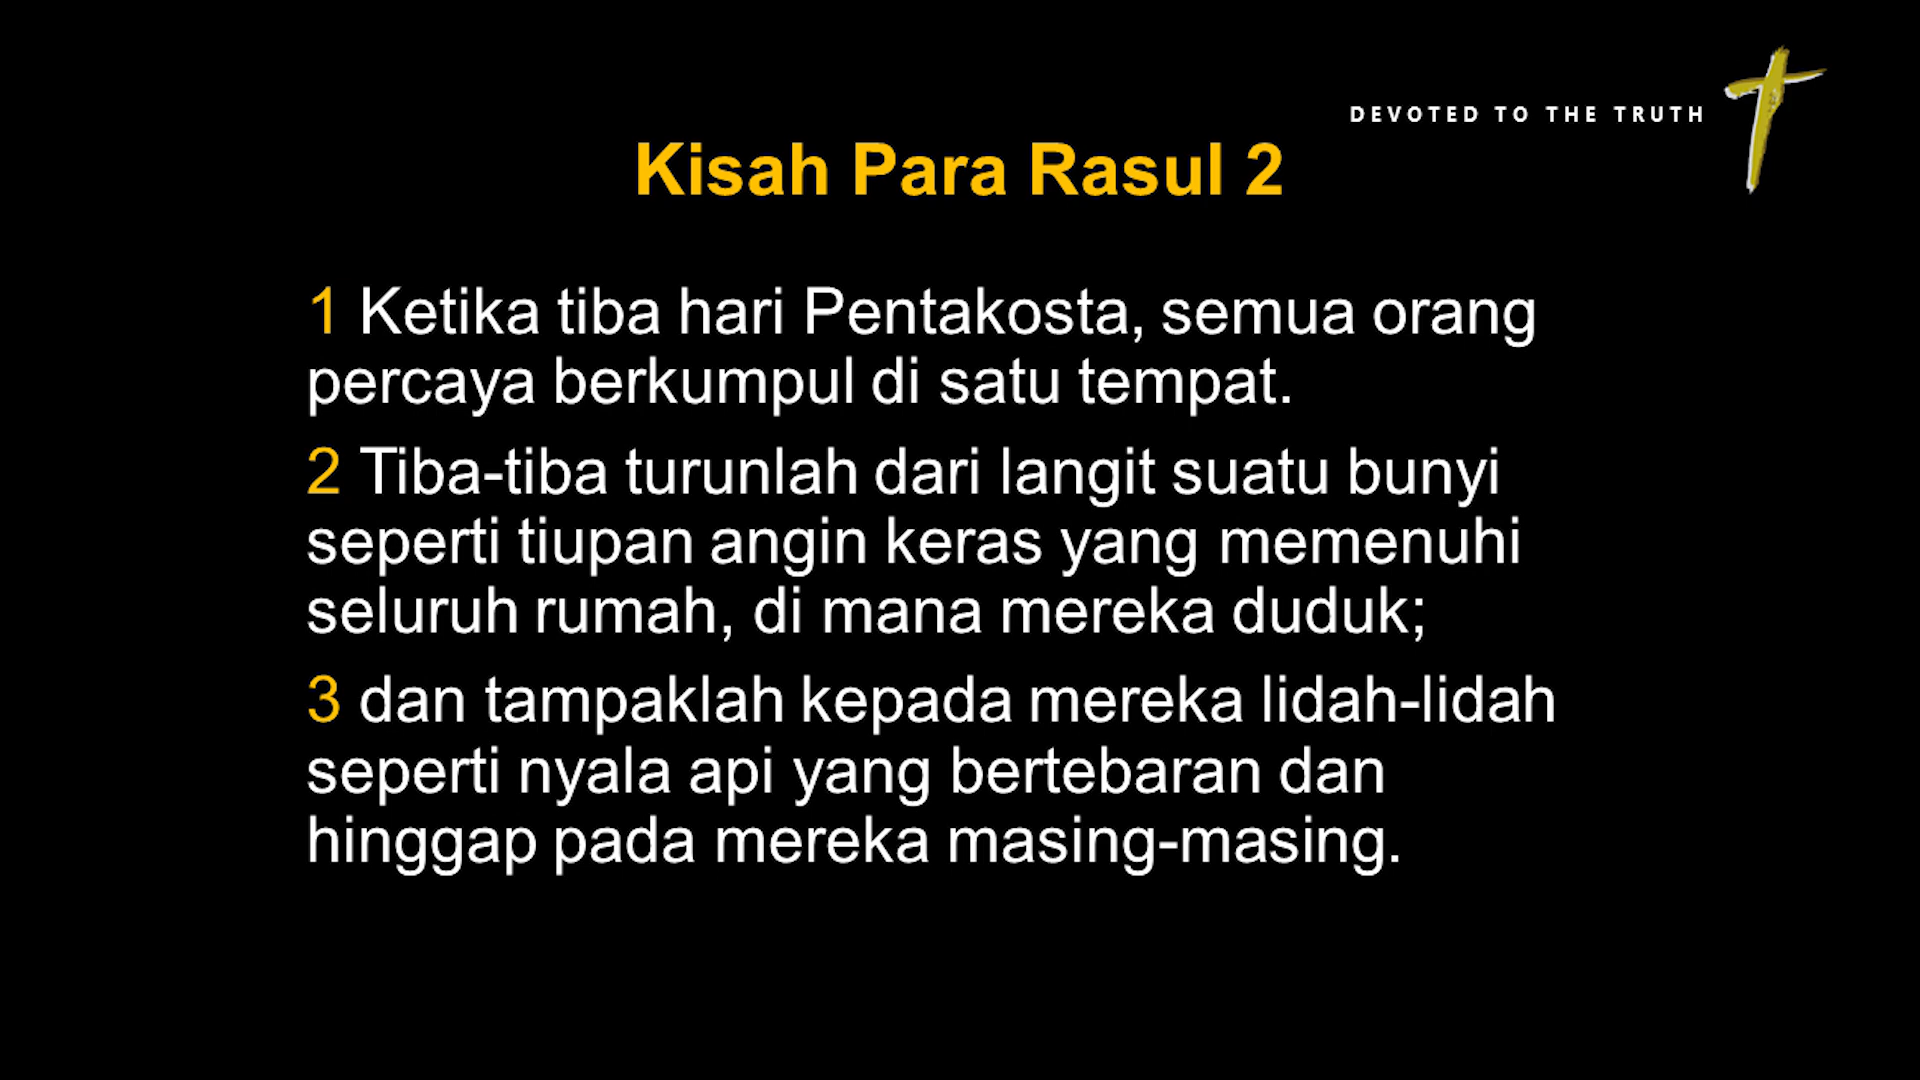 DEVOTED TO THE TRUTH
Kisah Para Rasul 2
1 Ketika tiba hari Pentakosta, semua orang
percaya berkumpul di satu tempat.
2 Tiba-tiba turunlah dari langit suatu bunyi
seperti tiupan angin keras yang memenuhi
seluruh rumah, di mana mereka duduk;
3 dan tampaklah kepada mereka lidah-lidah
seperti nyala api yang bertebaran dan
hinggap pada mereka masing-masing.